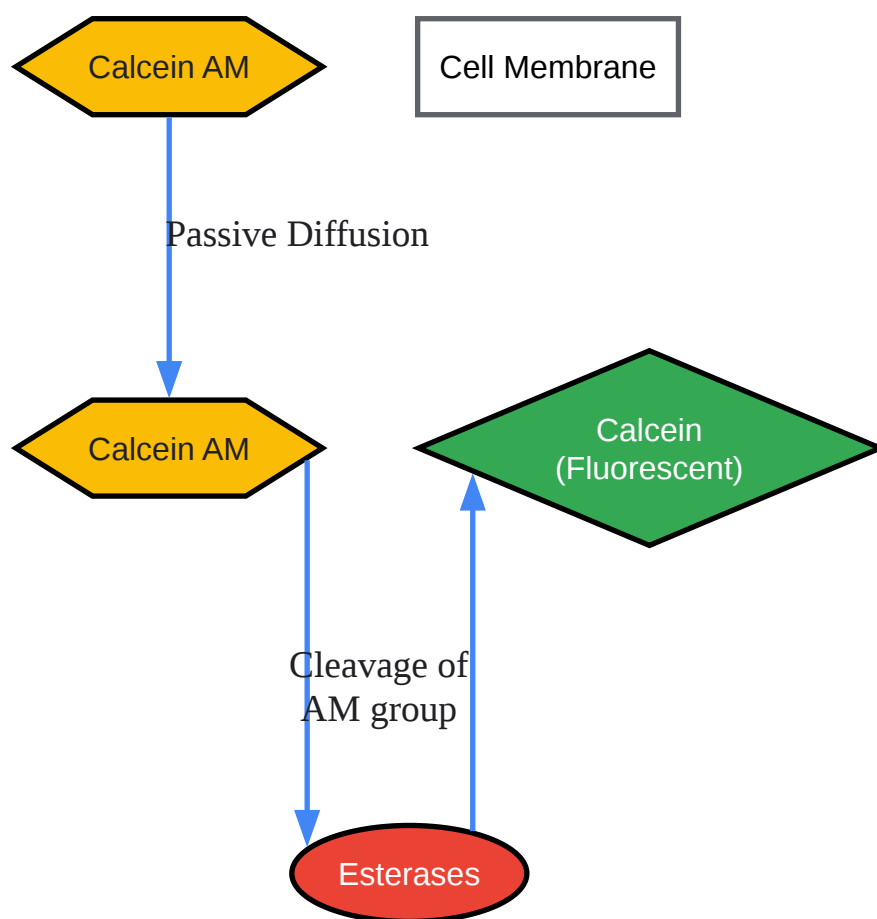 Calcein AM
Cell Membrane
Passive Diffusion
Calcein AM
Calcein
(Fluorescent)
Cleavage of
AM group
Esterases